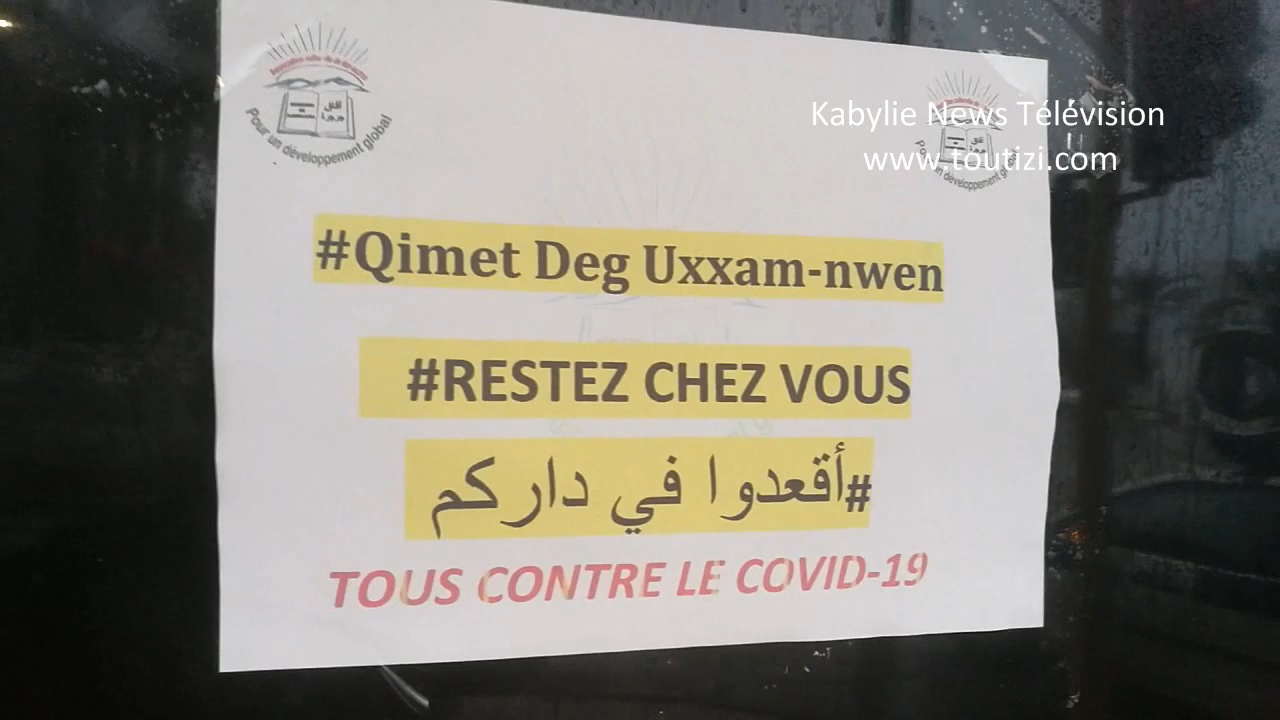 Pour un développement global
Kabylie News Télévision
www.toutizi.com
#Qimet Deg Uxxam-nwen
#RESTEZ CHEZ VOUS
#أقعدوا في داركم
TOUS CONTRE LE COVID-19